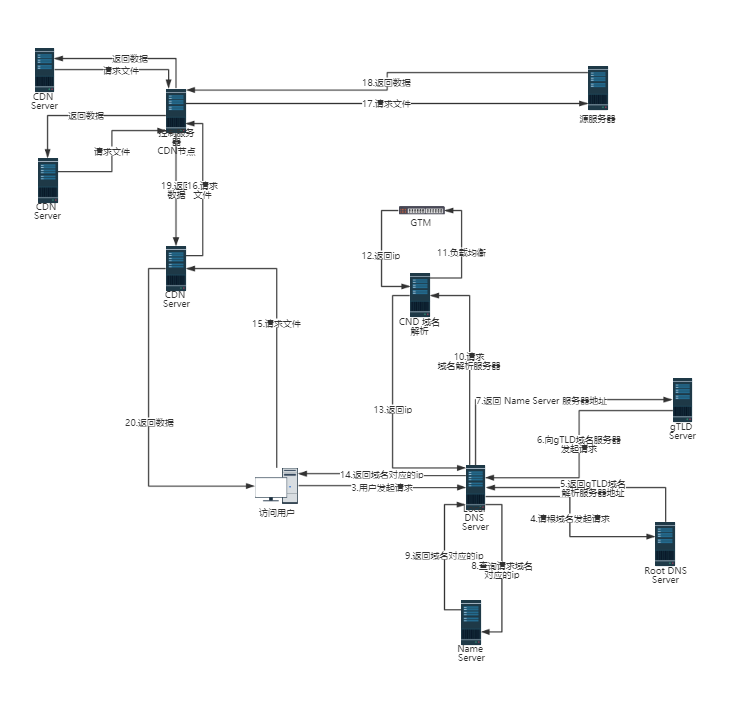 返回数据
请求文件
CDN
Server
18.返回数据
17.请求文件
源服务器
返回数据
控制服务
器
CDN节点
请求文件
CDN
Server
19.返回
数据
16.请求
文件
GTM
12.返回ip
11.负载均衡
CDN
Server
CND 域名
解析
15.请求文件
10.请求
域名解析服务器
13.返回ip
7.返回 Name Server 服务器地址
gTLD
Server
20.返回数据
6.向gTLD域名服务器
发起请求
14.返回域名对应的ip
3.用户发起请求
5.返回gTLD域名
解析服务器地址
访问用户
Local
DNS
Server
4.请根域名发起请求
9.返回域名对应的ip
8.查询请求域名
对应的ip
Root DNS
Server
Name
Server